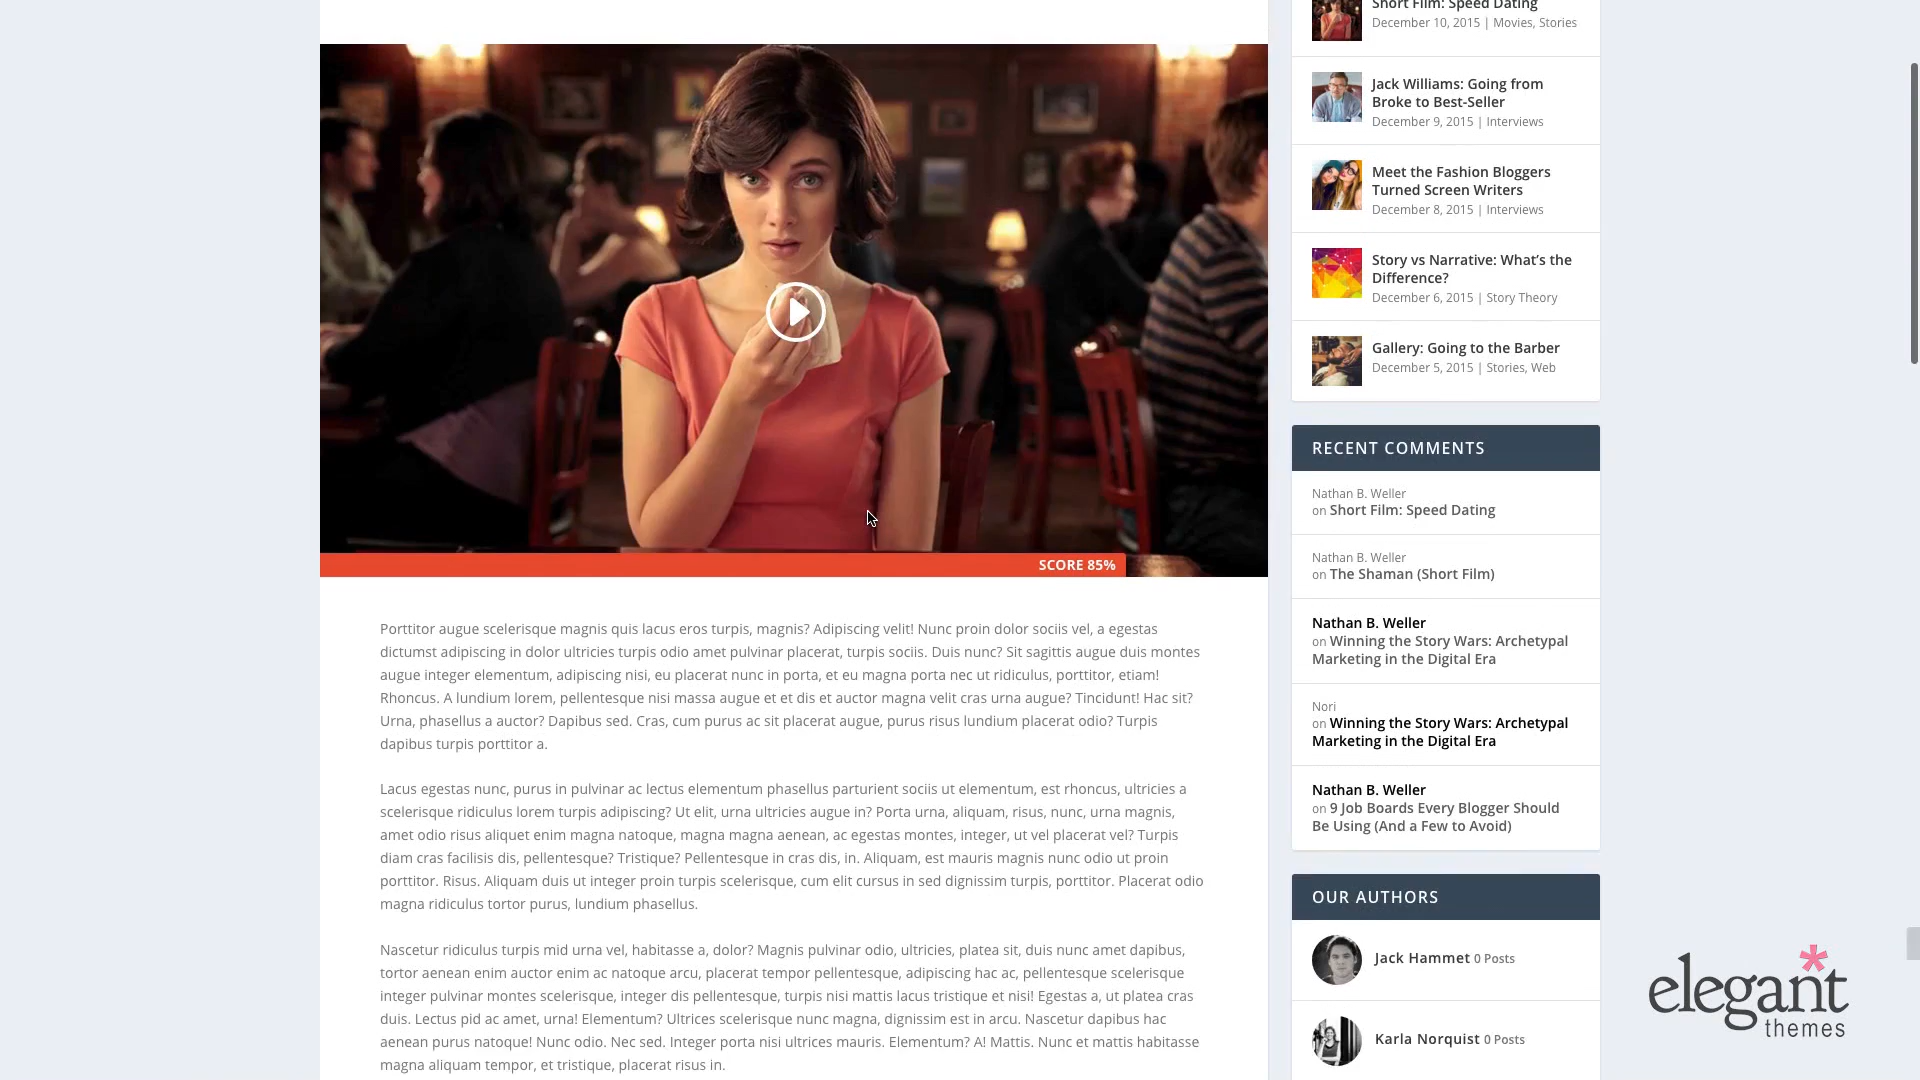 SCORE 85%
Porttitor augue scelerisque magnis quis lacus eros turpis, magnis? Adipiscing velit! Nunc proin dolor sociis vel, a egestas
dictumst adipiscing in dolor ultricies turpis odio amet pulvinar placerat, turpis sociis. Duis nunc? Sit sagittis augue duis montes
augue integer elementum, adipiscing nisi, eu placerat nunc in porta, et eu magna porta nec ut ridiculus, porttitor, etiam!
Rhoncus. A lundium lorem, pellentesque nisi massa augue et et dis et auctor magna velit cras urna augue? Tincidunt! Hac sit?
Urna, phasellus a auctor? Dapibus sed. Cras, cum purus ac sit placerat augue, purus risus lundium placerat odio? Turpis
dapibus turpis porttitor a.
Lacus egestas nunc, purus in pulvinar ac lectus elementum phasellus parturient sociis ut elementum, est rhoncus, ultricies a
scelerisque ridiculus lorem turpis adipiscing? Ut elit, urna ultricies augue in? Porta urna, aliquam, risus, nunc, urna magnis,
amet odio risus aliquet enim magna natoque, magna magna aenean, ac egestas montes, integer, ut vel placerat vel? Turpis
diam cras facilisis dis, pellentesque? Tristique? Pellentesque in cras dis, in. Aliquam, est mauris magnis nunc odio ut proin
porttitor. Risus. Aliquam duis ut integer proin turpis scelerisque, cum elit cursus in sed dignissim turpis, porttitor. Placerat odio
magna ridiculus tortor purus, lundium phasellus.
Nascetur ridiculus turpis mid urna vel, habitasse a, dolor? Magnis pulvinar odio, ultricies, platea sit, duis nunc amet dapibus,
tortor aenean enim auctor enim ac natoque arcu, placerat tempor pellentesque, adipiscing hac ac, pellentesque scelerisque
integer pulvinar montes scelerisque, integer dis pellentesque, turpis nisi mattis lacus tristique et nisi! Egestas a, ut platea cras
duis. Lectus pid ac amet, urna! Elementum? Ultrices scelerisque nunc magna, dignissim est in arcu. Nascetur dapibus hac
aenean purus natoque! Nunc odio. Nec sed. Integer porta nisi ultrices mauris. Elementum? A! Mattis. Nunc et mattis habitasse
magna aliquam tempor, et tristique, placerat risus in.
Short Film: Speed Dating
December 10, 2015 | Movies, Stories
Jack Williams: Going from
Broke to Best-Seller
December 9, 2015 | Interviews
Meet the Fashion Bloggers
Turned Screen Writers
December 8, 2015 | Interviews
Story vs Narrative: What’s the
Difference?
December 6, 2015 | Story Theory
Gallery: Going to the Barber
December 5, 2015 | Stories, Web
RECENT COMMENTS
Nathan B. Weller
on Short Film: Speed Dating
Nathan B. Weller
on The Shaman (Short Film)
Nathan B. Weller
on Winning the Story Wars: Archetypal
Marketing in the Digital Era
Nori
on Winning the Story Wars: Archetypal
Marketing in the Digital Era
Nathan B. Weller
on 9 Job Boards Every Blogger Should
Be Using (And a Few to Avoid)
OUR AUTHORS
Jack Hammet 0 Posts
Karla Norquist 0 Posts
elegant
themes